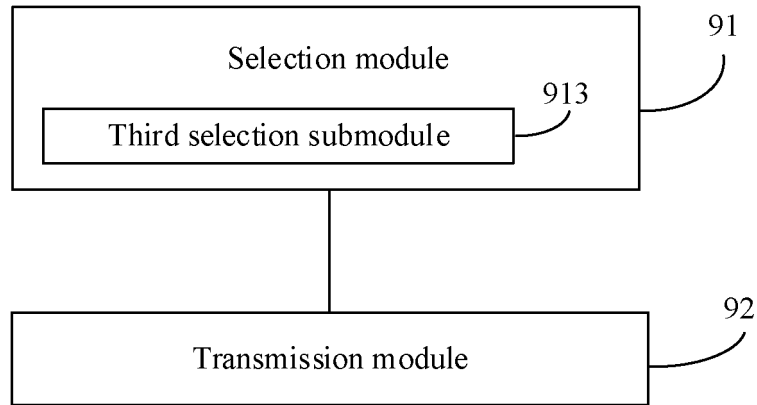 91
Selection module
913
Third selection submodule
92
Transmission module